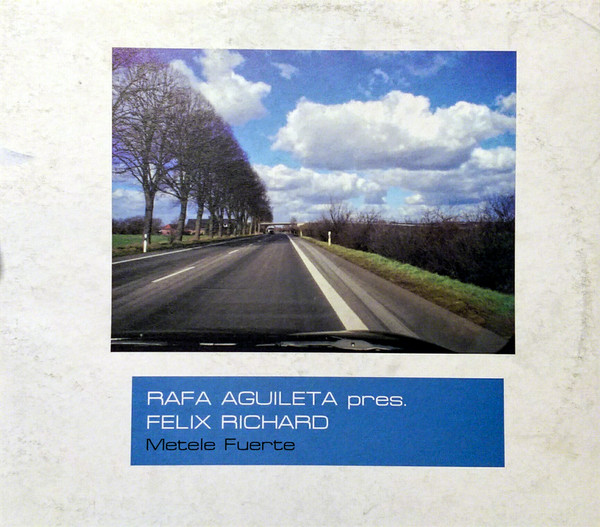 RAFA AGUILETA pres.
FELIX RICHARD
Metele Fuerte